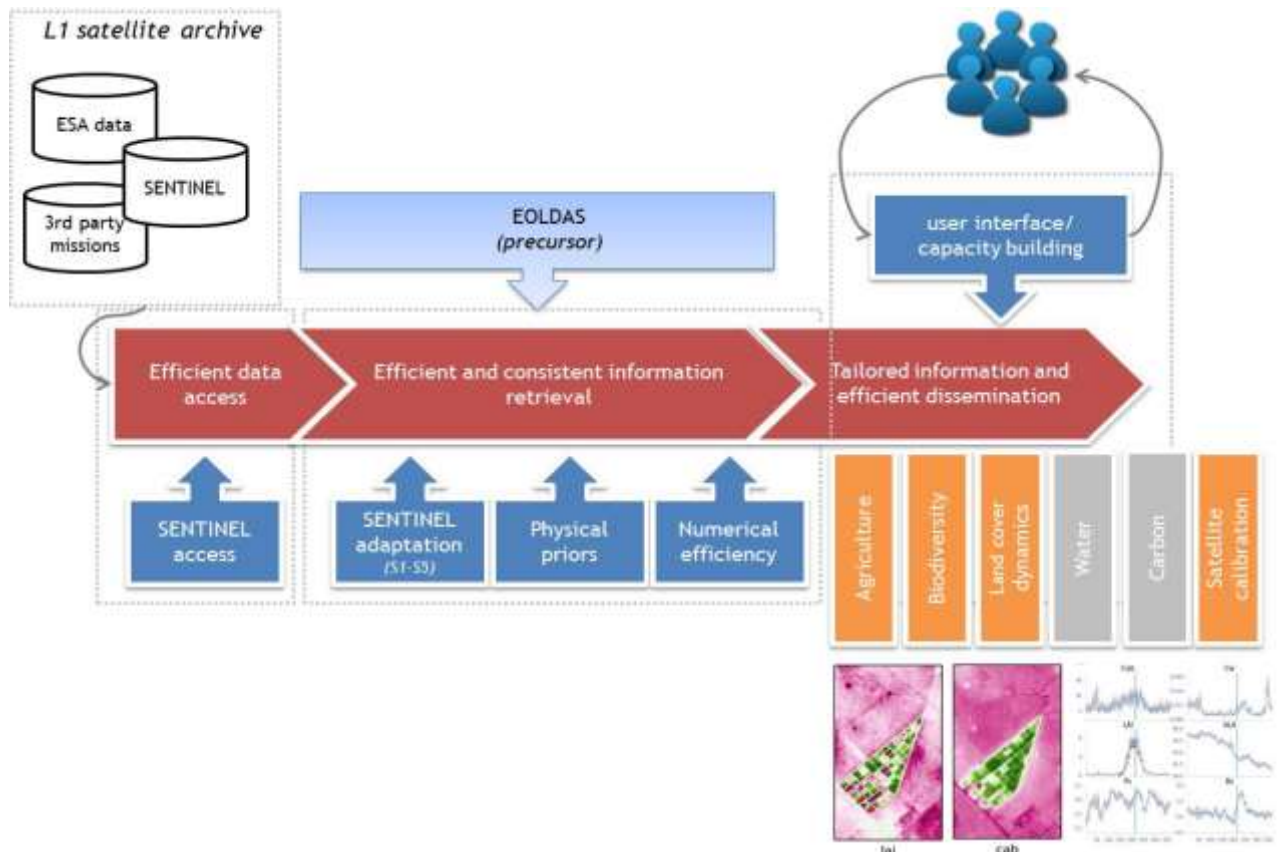 L1 satellite archive
ESA data
SENTINEL
3rd party
missions
EOLDAS
(precursor)
user interface/
capacity building
Efficient data
access
Efficient and consistent information
retrieval
Tailored information and
efficient dissemination
SENTINEL
access
SENTINEL
adaptation
(S1-S5)
Physical
priors
Numerical
efficiency
Agriculture
Biodiversity
Land cover
dynamics
Water
Carbon
Satellite
calibration
lai
cab